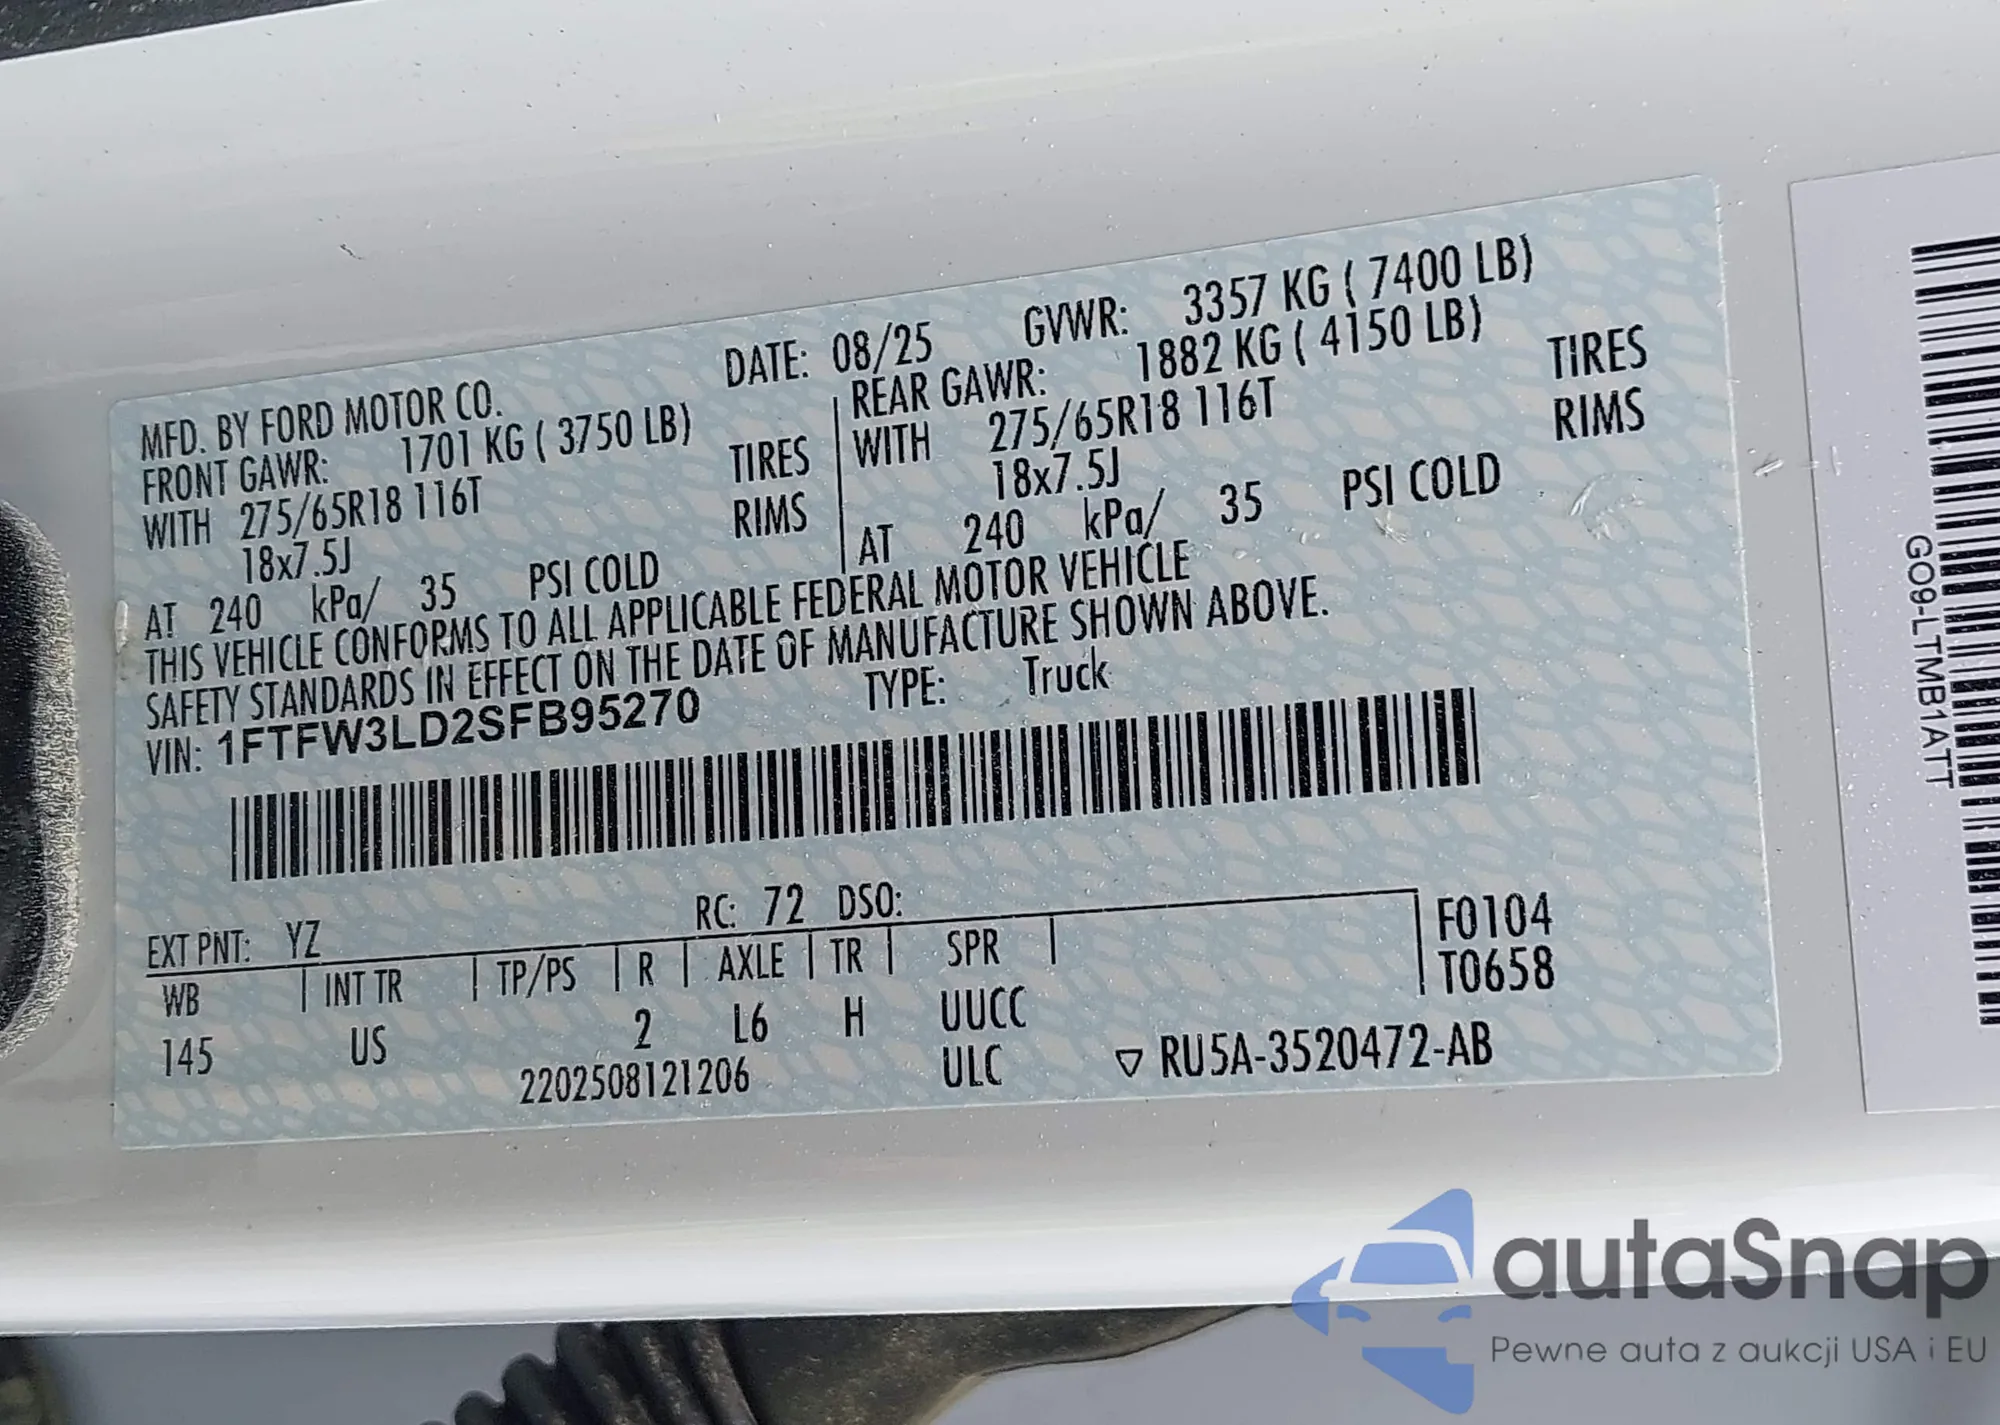 MFD. BY FORD MOTOR CO. DATE: 08/25 GVWR: 3357 KG ( 7400 LB)
FRONT GAWR: 1701 KG ( 3750 LB) REAR GAWR: 1882 KG ( 4150 LB)
WITH 275/65R18 116T TIRES WITH 275/65R18 116T TIRES
18x7.5J RIMS 18x7.5J RIMS
AT 240 kPa/ 35 PSI COLD AT 240 kPa/ 35 PSI COLD
THIS VEHICLE CONFORMS TO ALL APPLICABLE FEDERAL MOTOR VEHICLE
SAFETY STANDARDS IN EFFECT ON THE DATE OF MANUFACTURE SHOWN ABOVE.
VIN: 1FTFW3LD2SFB95270 TYPE: Truck
EXT PNT: YZ RC: 72 DSO:
WB INT TR TP/PS R AXLE TR SPR F0104
T0658
145 US 2 L6 H UUCC
2202508121206 ULC ▽ RU5A-3520472-AB
GO9-LTMB1ATT
autaSnap
Pewne auta z aukcji USA i EU